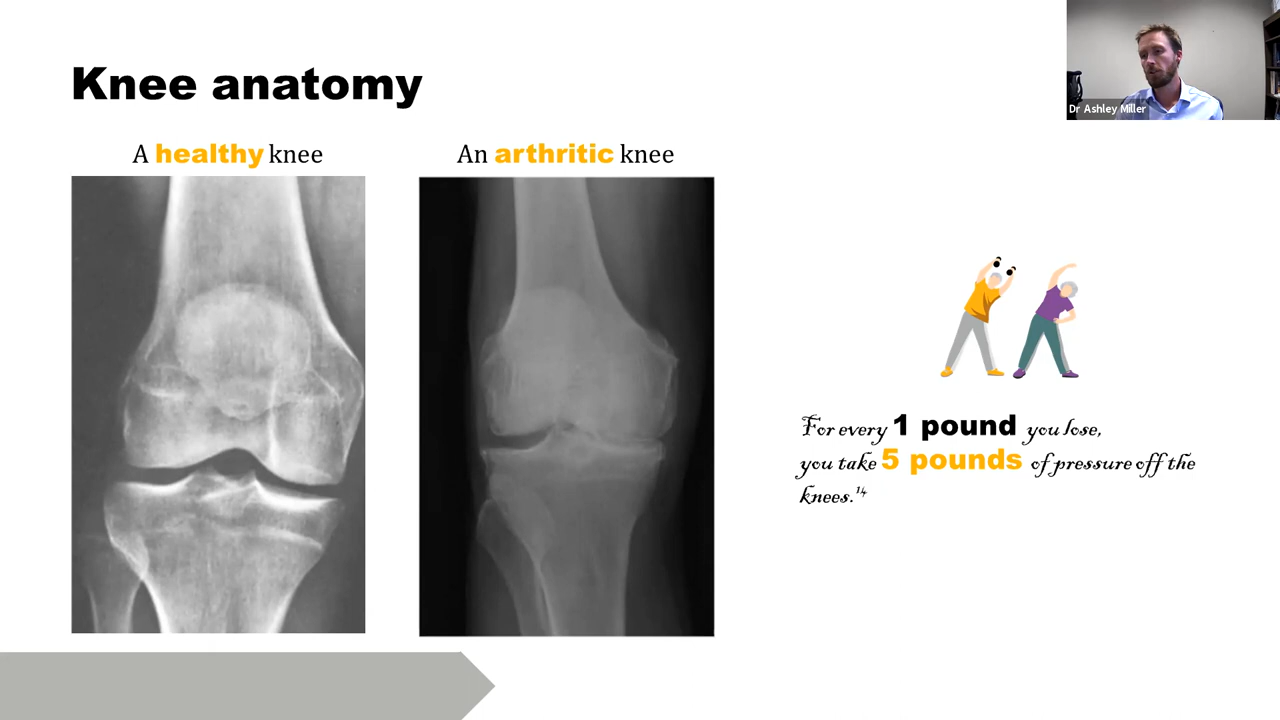 Knee anatomy
Dr Ashley Miller
A healthy knee
An arthritic knee
For every 1 pound you lose,
you take 5 pounds of pressure off the
knees.¹⁴